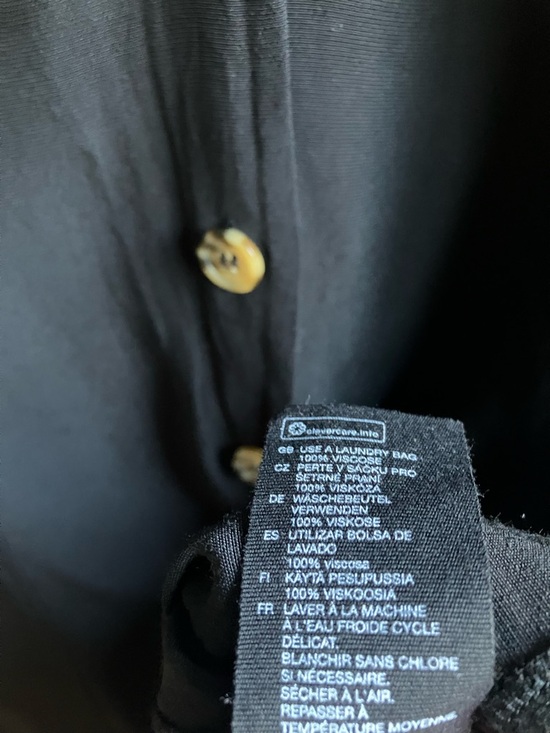 clevercare.info
GB USE A LAUNDRY BAG
100% VISCOSE
CZ PERTE V SÁČKU PRO
ŠETRNÉ PRANÍ
100% VISKÓZA
DE WÄSCHEBEUTEL
VERWENDEN
100% VISKOSE
ES UTILIZAR BOLSA DE
LAVADO
100% viscosa
FI KÄYTÄ PESUPUSSIA
100% VISKOOSIA
FR LAVER À LA MACHINE
À L'EAU FROIDE CYCLE
DÉLICAT.
BLANCHIR SANS CHLORE
SI NÉCESSAIRE.
SÉCHER À L'AIR.
REPASSER À
TEMPÉRATURE MOYENNE